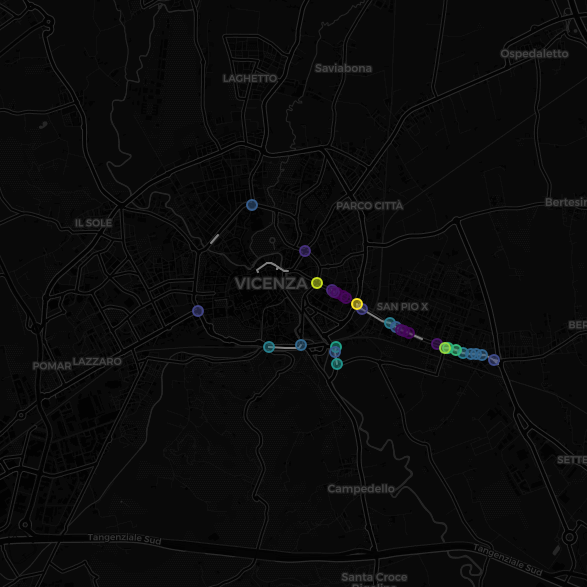 Ospedaletto
Saviabona
LAGHETTO
Bertesin
PARCO CITTÀ
IL SOLE
VICENZA
SAN PIO X
BER
POMAR LAZZARO
SETTE
Campedello
Tangenziale Sud
Tangenziale Sud
Santa Croce